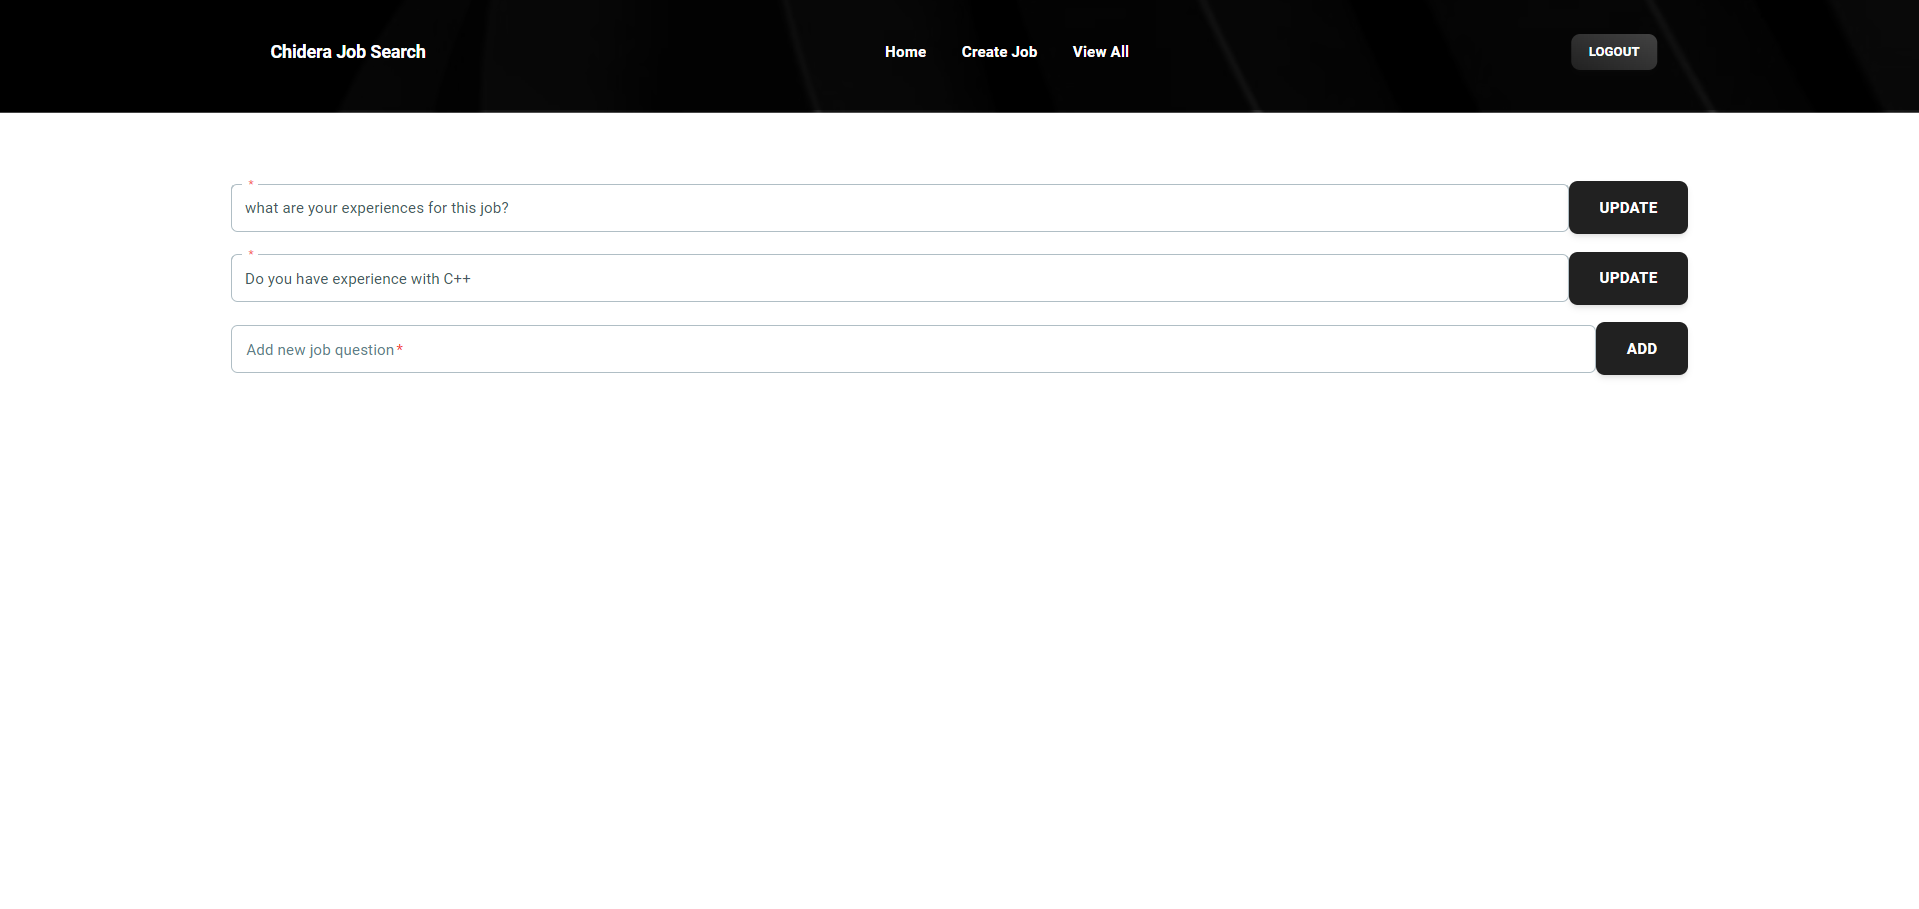 Chidera Job Search
Home Create Job View All
LOGOUT
*
what are your experiences for this job?
UPDATE
*
Do you have experience with C++
UPDATE
Add new job question *
ADD